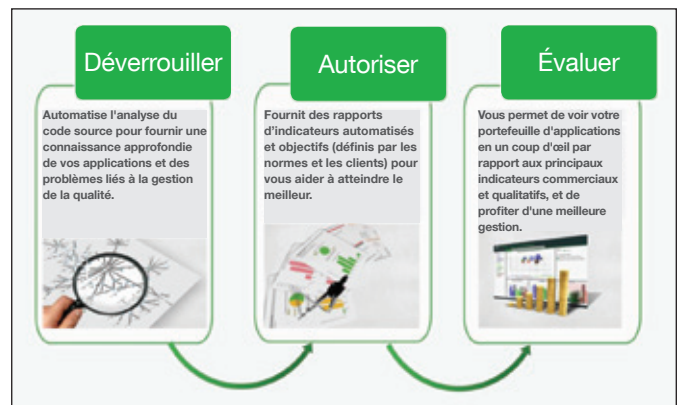 Déverrouiller
Automatise l'analyse du
code source pour fournir une
connaissance approfondie
de vos applications et des
problèmes liés à la gestion
de la qualité.
Autoriser
Fournit des rapports
d'indicateurs automatisés
et objectifs (définis par les
normes et les clients) pour
vous aider à atteindre le
meilleur.
Évaluer
Vous permet de voir votre
portefeuille d'applications
en un coup d'œil par
rapport aux principaux
indicateurs commerciaux
et qualitatifs, et de
profiter d'une meilleure
gestion.